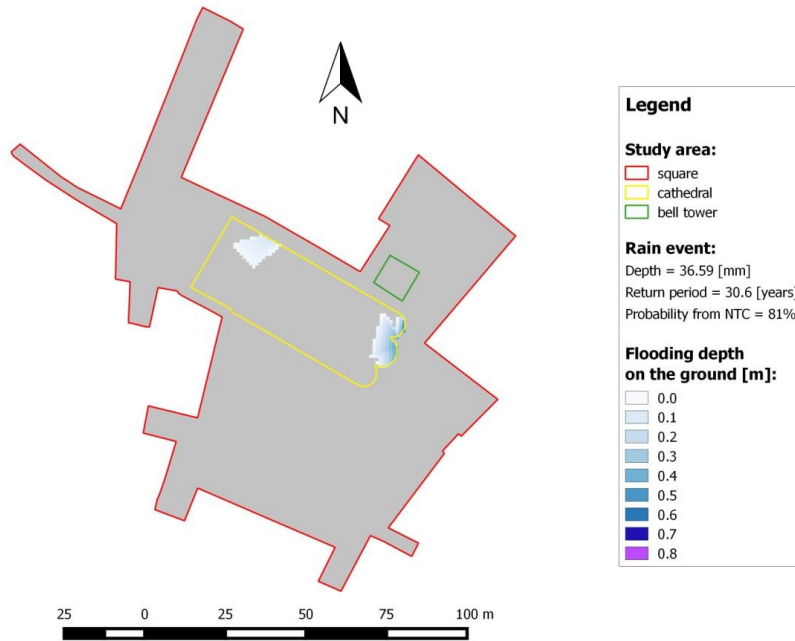 N
Legend
Study area:
square
cathedral
bell tower
Rain event:
Depth = 36.59 [mm]
Return period = 30.6 [years]
Probability from NTC = 81%
Flooding depth
on the ground [m]:
0.0
0.1
0.2
0.3
0.4
0.5
0.6
0.7
0.8
25 0 25 50 75 100 m